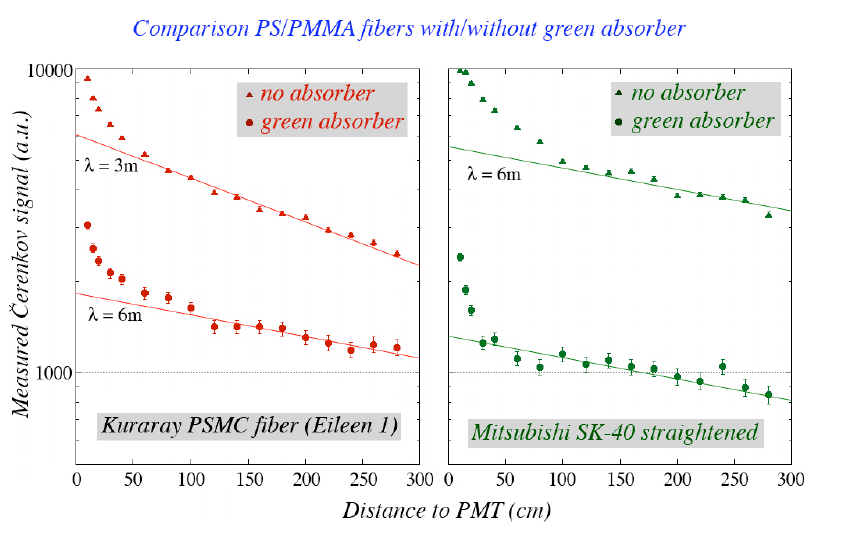 Comparison PS/PMMA fibers with/without green absorber
Measured Čerenkov signal (a.u.)
10000
1000
no absorber
green absorber
λ = 3m
λ = 6m
Kuraray PSMC fiber (Eileen 1)
0 50 100 150 200 250 300
no absorber
green absorber
λ = 6m
Mitsubishi SK-40 straightened
0 50 100 150 200 250 300
Distance to PMT (cm)